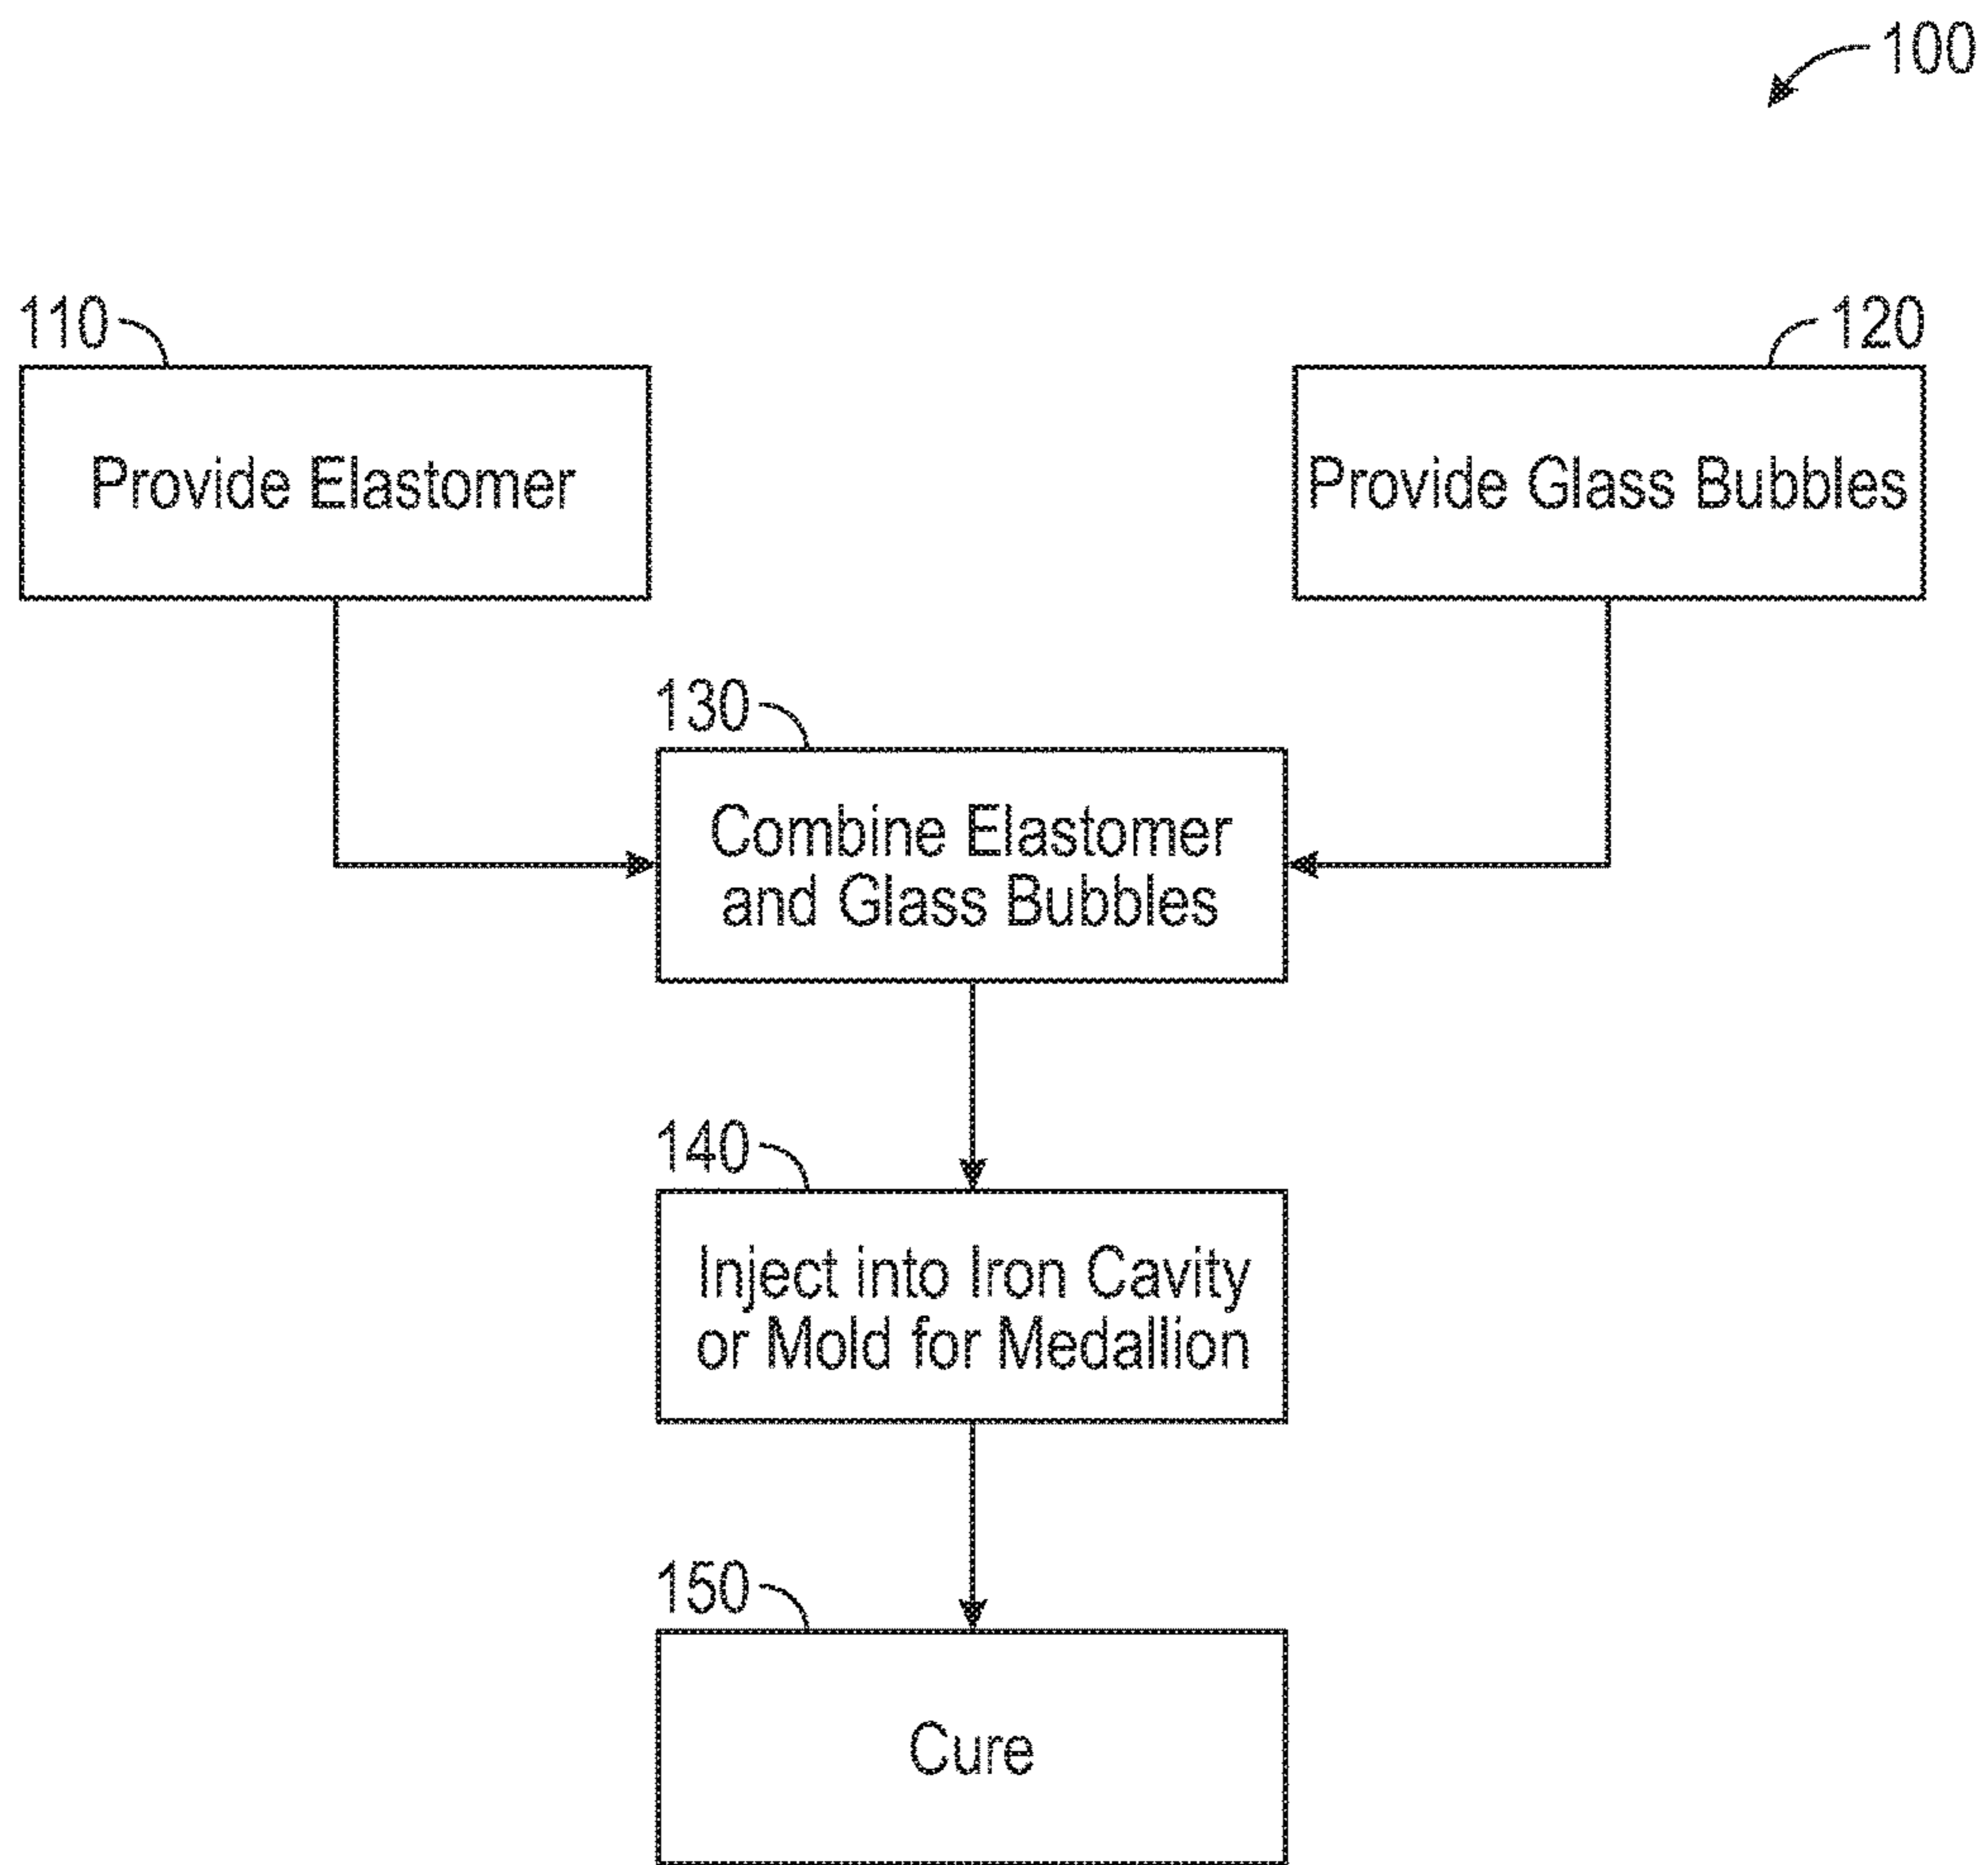 100
110
120
Provide Elastomer
Provide Glass Bubbles
130
Combine Elastomer
and Glass Bubbles
140
Inject into Iron Cavity
or Mold for Medallion
150
Cure